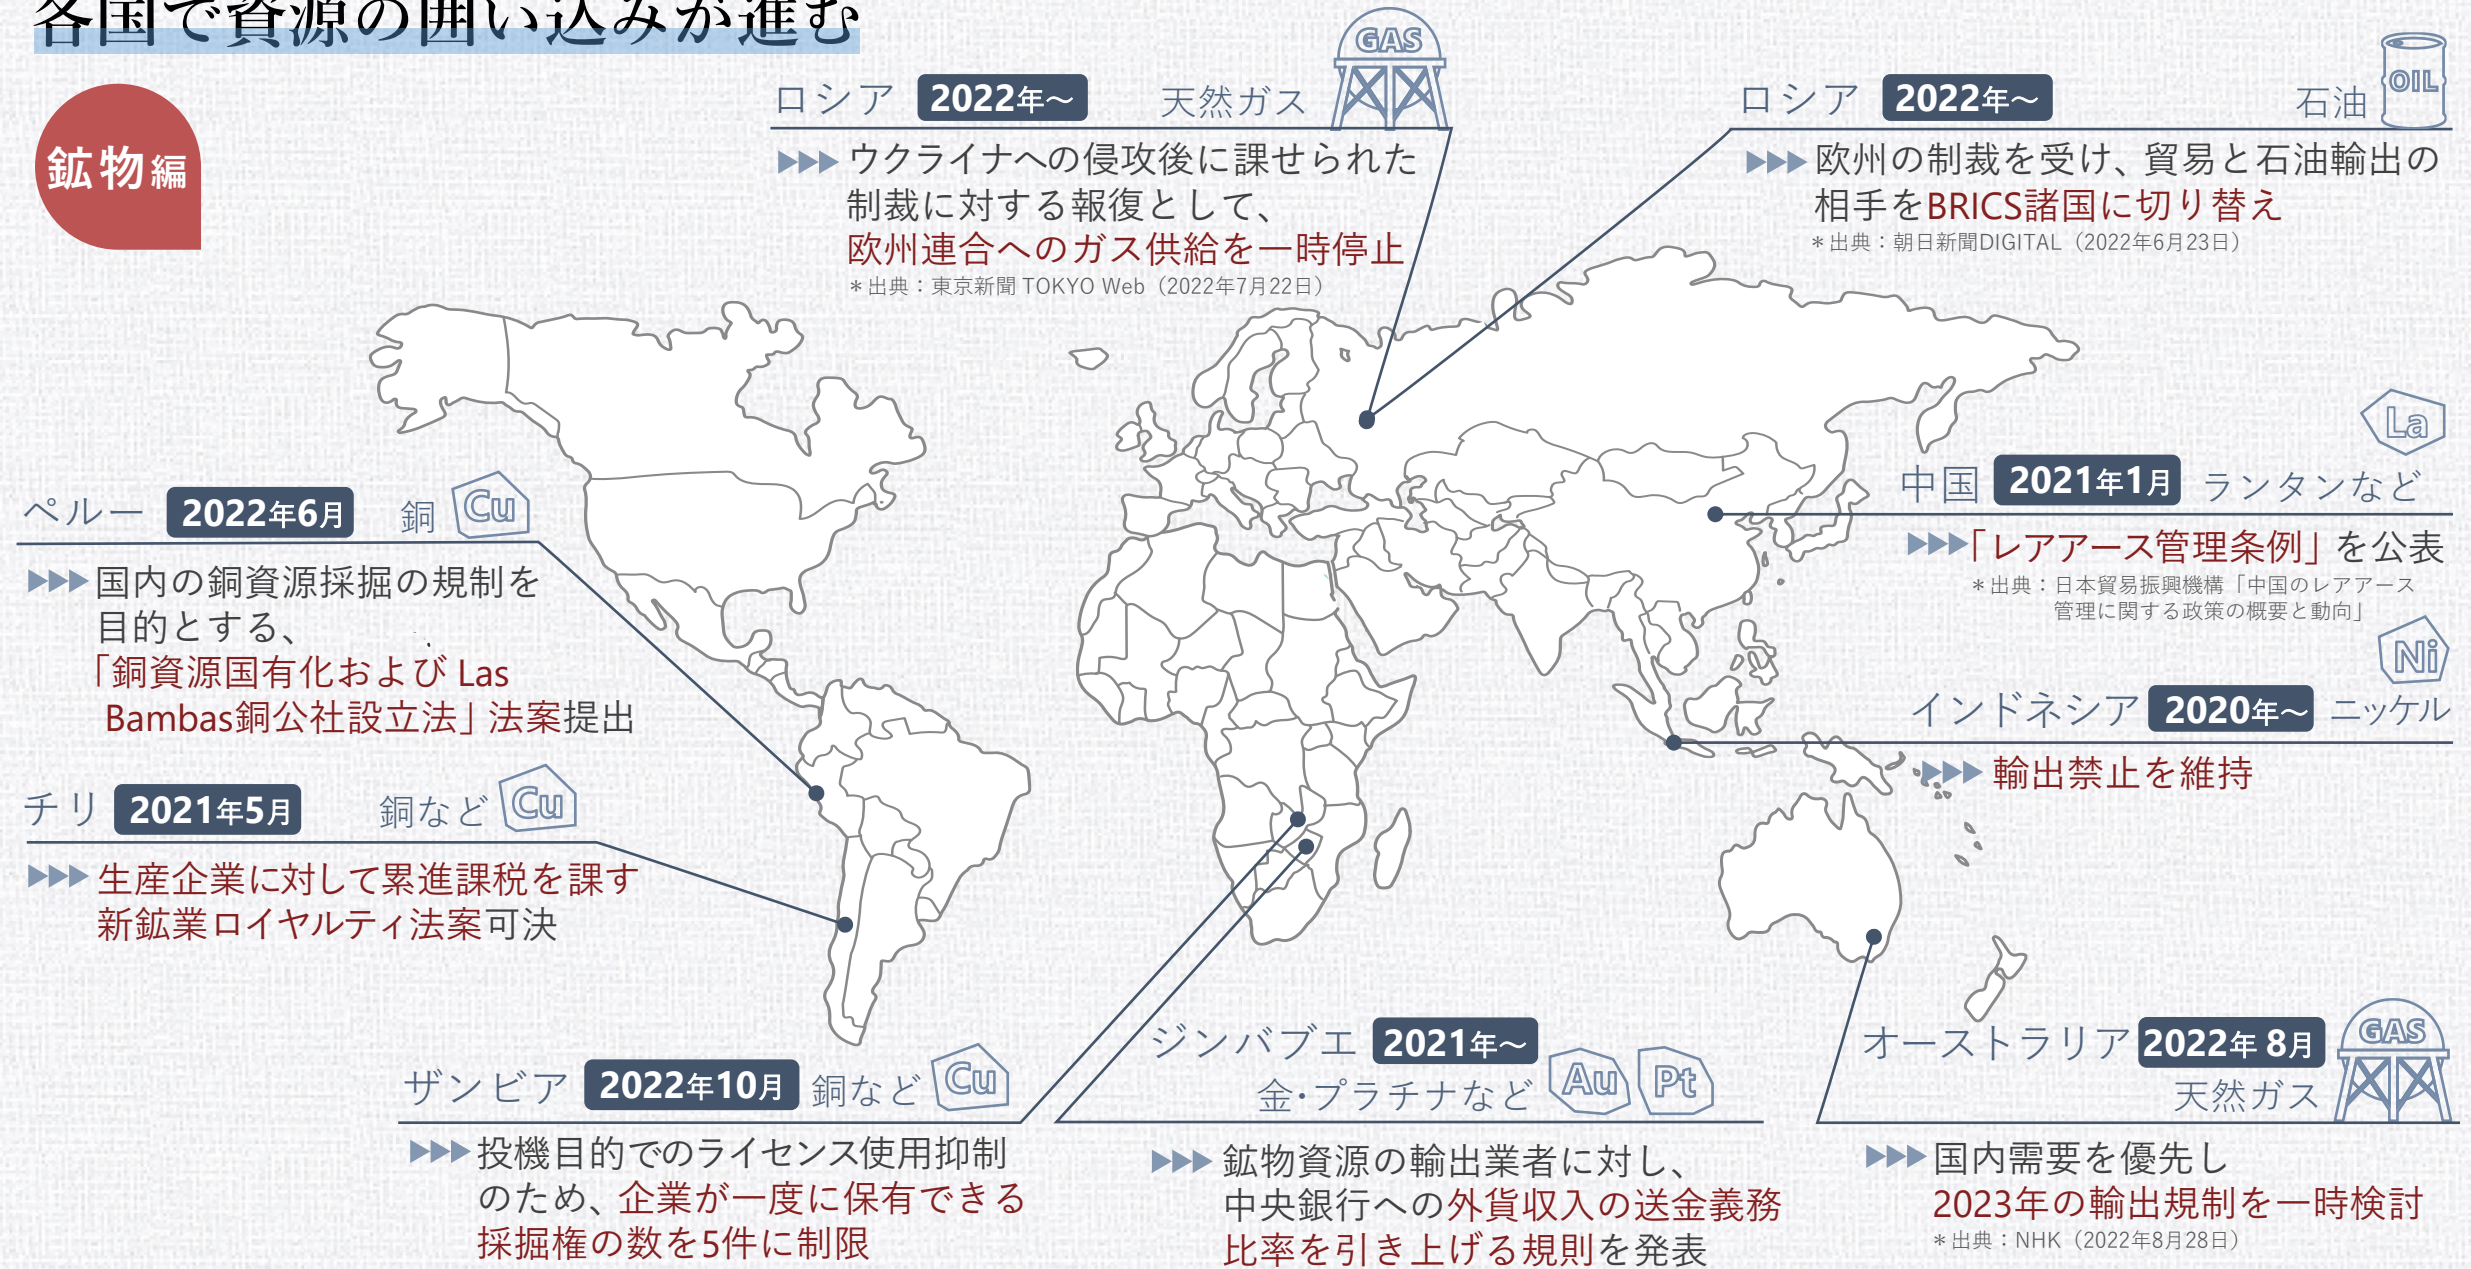 各国で資源の囲い込みが進む
鉱物編
ロシア 2022年～ 天然ガス GAS
▶▶▶ ウクライナへの侵攻後に課せられた
制裁に対する報復として、
欧州連合へのガス供給を一時停止
＊出典：東京新聞 TOKYO Web（2022年7月22日）
ロシア 2022年～ 石油 OIL
▶▶▶ 欧州の制裁を受け、貿易と石油輸出の
相手をBRICS諸国に切り替え
＊出典：朝日新聞DIGITAL（2022年6月23日）
ペルー 2022年6月 銅 Cu
▶▶▶ 国内の銅資源採掘の規制を
目的とする、
「銅資源国有化および Las
Bambas銅公社設立法」法案提出
中国 2021年1月 ランタンなど La
▶▶▶「レアアース管理条例」を公表
＊出典：日本貿易振興機構「中国のレアアース
管理に関する政策の概要と動向」
インドネシア 2020年～ ニッケル Ni
▶▶▶ 輸出禁止を維持
チリ 2021年5月 銅など Cu
▶▶▶ 生産企業に対して累進課税を課す
新鉱業ロイヤルティ法案可決
ザンビア 2022年10月 銅など Cu
▶▶▶ 投機目的でのライセンス使用抑制
のため、企業が一度に保有できる
採掘権の数を5件に制限
ジンバブエ 2021年～
金・プラチナなど Au Pt
▶▶▶ 鉱物資源の輸出業者に対し、
中央銀行への外貨収入の送金義務
比率を引き上げる規則を発表
オーストラリア 2022年 8月 GAS
天然ガス
▶▶▶ 国内需要を優先し
2023年の輸出規制を一時検討
＊出典：NHK（2022年8月28日）